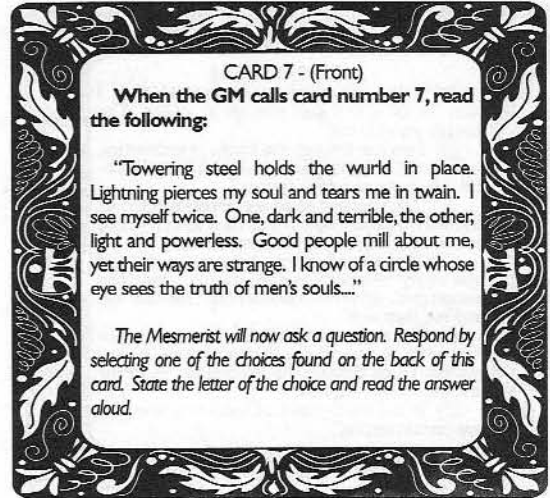 CARD 7 - (Front)
When the GM calls card number 7, read
the following:
“Towering steel holds the wurld in place.
Lightning pierces my soul and tears me in twain. I
see myself twice. One, dark and terrible, the other,
light and powerless. Good people mill about me,
yet their ways are strange. I know of a circle whose
eye sees the truth of men's souls....”
The Mesmerist will now ask a question. Respond by
selecting one of the choices found on the back of this
card. State the letter of the choice and read the answer
aloud.